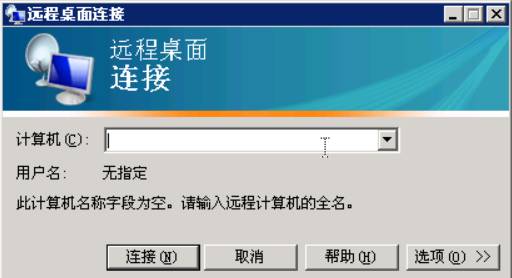 远程桌面连接
远程桌面
连接
计算机(C):
用户名: 无指定
此计算机名称字段为空。请输入远程计算机的全名。
连接(N) 取消 帮助(H) 选项(O) >>